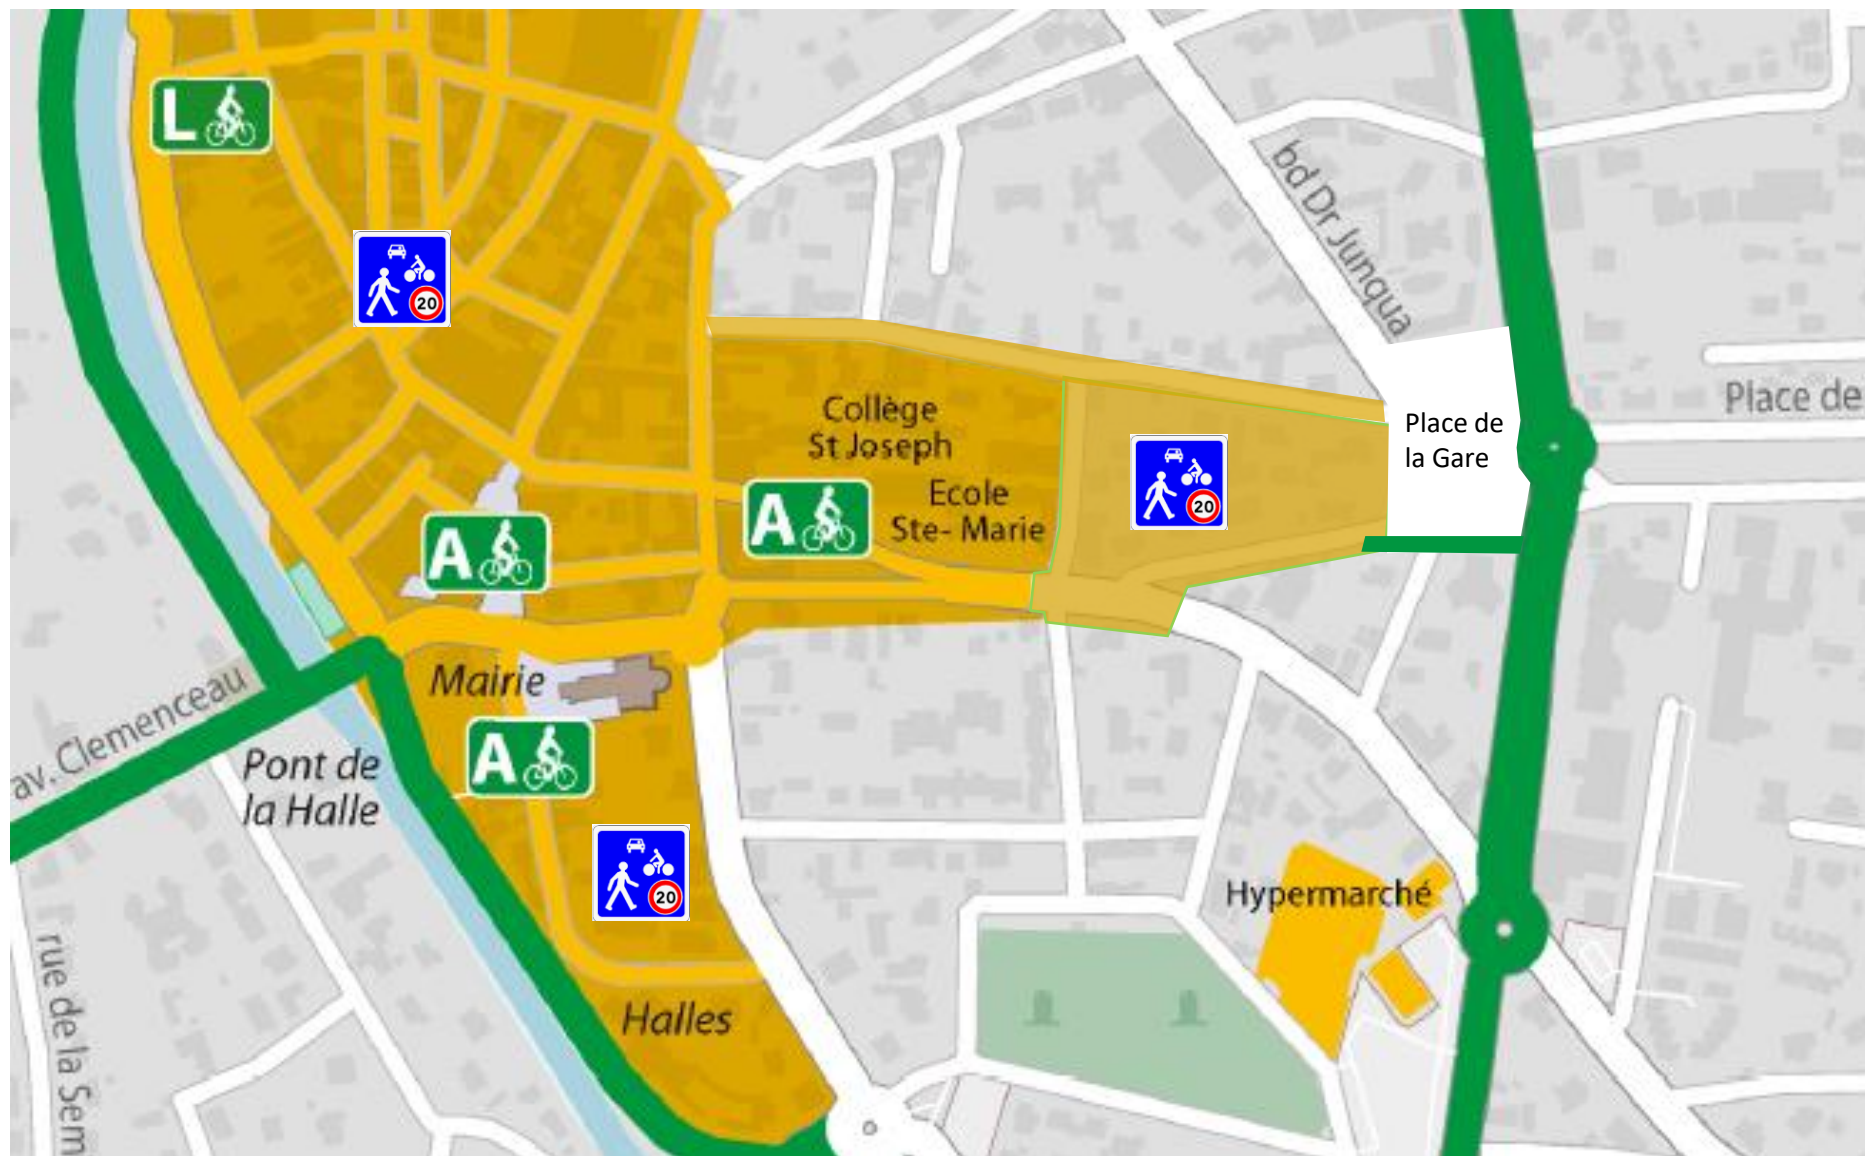 L
bd Dr Junqua
20
Place de
Collège
St Joseph
Place de
la Gare
Ecole
Ste- Marie
A
20
A
Mairie
av. Clemenceau
A
Pont de
la Halle
20
Hypermarché
rue de la Sem
Halles